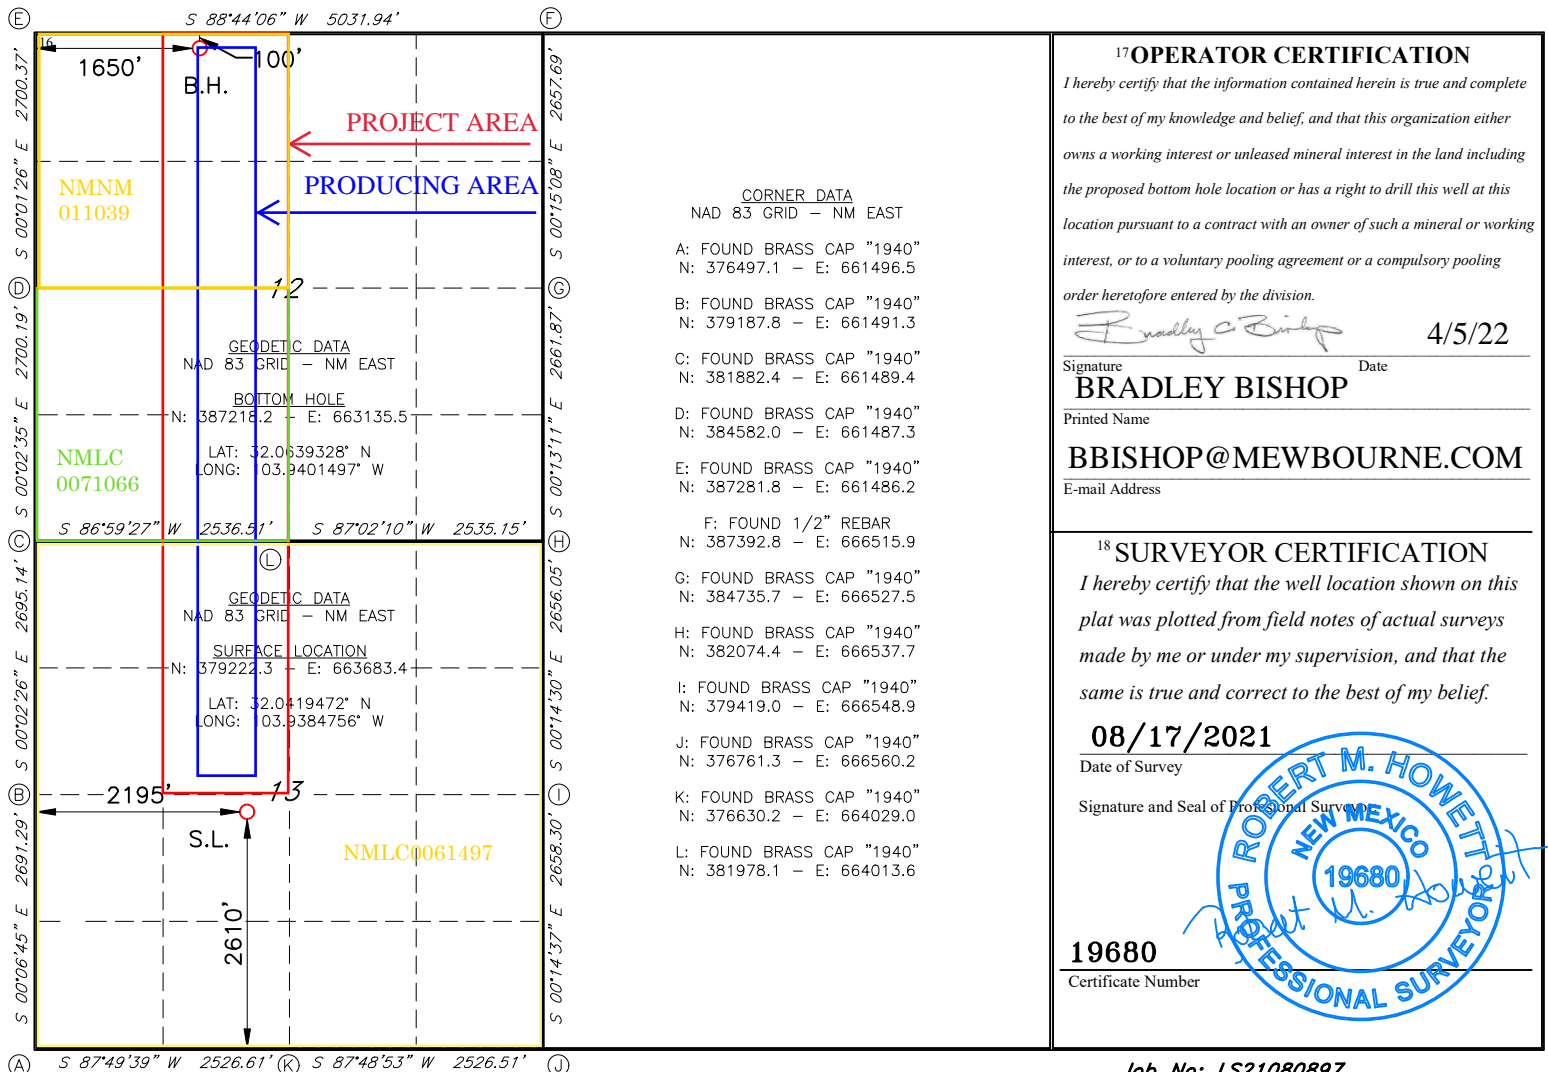 E S 88°44'06" W 5031.94' F
16
1650'
100'
B.H.
S 00°01'26" E 2700.37'
S 00°15'08" E 2657.69'
PROJECT AREA
PRODUCING AREA
NMNM
011039
D 12 G
S 00°02'35" E 2700.19'
S 00°13'11" E 2661.87'
GEODETIC DATA
NAD 83 GRID – NM EAST
BOTTOM HOLE
N: 387218.2 – E: 663135.5
LAT: 32.0639328° N
LONG: 103.9401497° W
NMLC
0071066
S 86°59'27" W 2536.51' S 87°02'10" W 2535.15'
C H
L
S 00°02'26" E 2695.14'
S 00°14'30" E 2656.05'
GEODETIC DATA
NAD 83 GRID – NM EAST
SURFACE LOCATION
N: 379222.3 – E: 663683.4
LAT: 32.0419472° N
LONG: 103.9384756° W
B 2195' 13 I
S.L.
NMLC0061497
2610'
S 00°06'45" E 2691.29'
S 00°14'37" E 2658.30'
A S 87°49'39" W 2526.61' K S 87°48'53" W 2526.51' J
CORNER DATA
NAD 83 GRID – NM EAST
A: FOUND BRASS CAP "1940"
N: 376497.1 – E: 661496.5
B: FOUND BRASS CAP "1940"
N: 379187.8 – E: 661491.3
C: FOUND BRASS CAP "1940"
N: 381882.4 – E: 661489.4
D: FOUND BRASS CAP "1940"
N: 384582.0 – E: 661487.3
E: FOUND BRASS CAP "1940"
N: 387281.8 – E: 661486.2
F: FOUND 1/2" REBAR
N: 387392.8 – E: 666515.9
G: FOUND BRASS CAP "1940"
N: 384735.7 – E: 666527.5
H: FOUND BRASS CAP "1940"
N: 382074.4 – E: 666537.7
I: FOUND BRASS CAP "1940"
N: 379419.0 – E: 666548.9
J: FOUND BRASS CAP "1940"
N: 376761.3 – E: 666560.2
K: FOUND BRASS CAP "1940"
N: 376630.2 – E: 664029.0
L: FOUND BRASS CAP "1940"
N: 381978.1 – E: 664013.6
17 OPERATOR CERTIFICATION
I hereby certify that the information contained herein is true and complete
to the best of my knowledge and belief, and that this organization either
owns a working interest or unleased mineral interest in the land including
the proposed bottom hole location or has a right to drill this well at this
location pursuant to a contract with an owner of such a mineral or working
interest, or to a voluntary pooling agreement or a compulsory pooling
order heretofore entered by the division.
Bradley C Bishop 4/5/22
Signature Date
BRADLEY BISHOP
Printed Name
BBISHOP@MEWBOURNE.COM
E-mail Address
18 SURVEYOR CERTIFICATION
I hereby certify that the well location shown on this
plat was plotted from field notes of actual surveys
made by me or under my supervision, and that the
same is true and correct to the best of my belief.
08/17/2021
Date of Survey
Signature and Seal of Professional Surveyor
ROBERT M. HOWETT
NEW MEXICO
19680
PROFESSIONAL SURVEYOR
Robert M. Howett
19680
Certificate Number
Job No: LS21080897